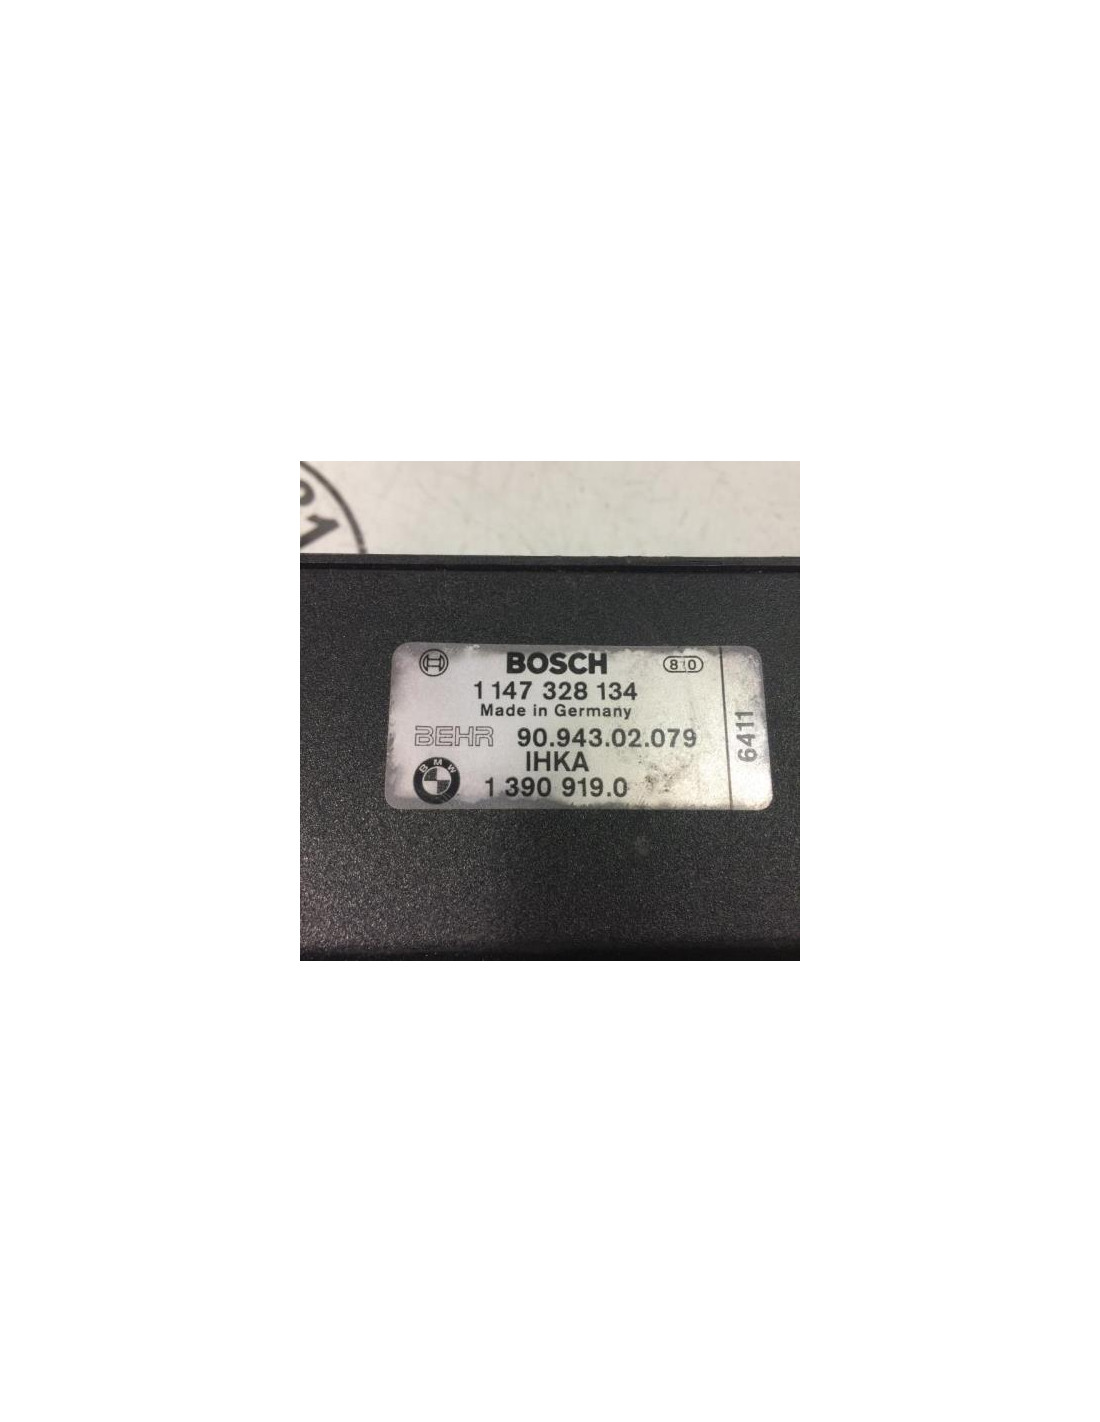 BOSCH
1 147 328 134
Made in Germany
BEHR 90.943.02.079
IHKA
BMW
1 390 919.0
6411